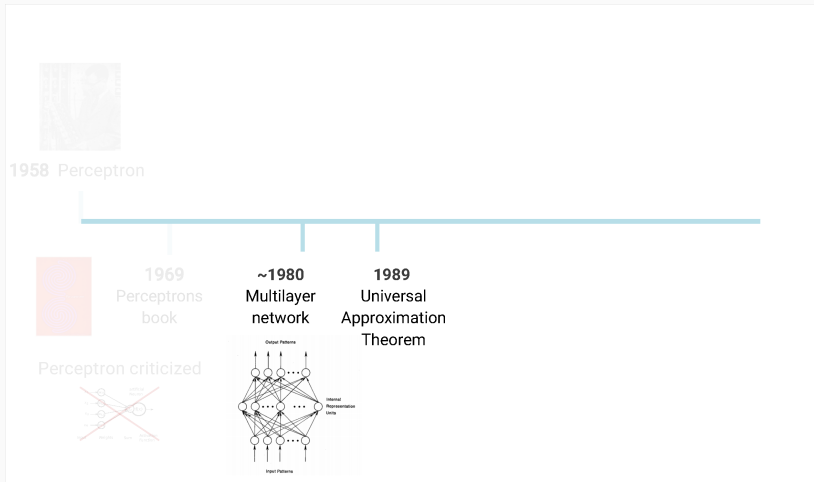 1958 Perceptron
1969
Perceptrons
book
~1980
Multilayer
network
1989
Universal
Approximation
Theorem
Perceptron criticized
Output Patterns
Internal
Representation
Units
Input Patterns